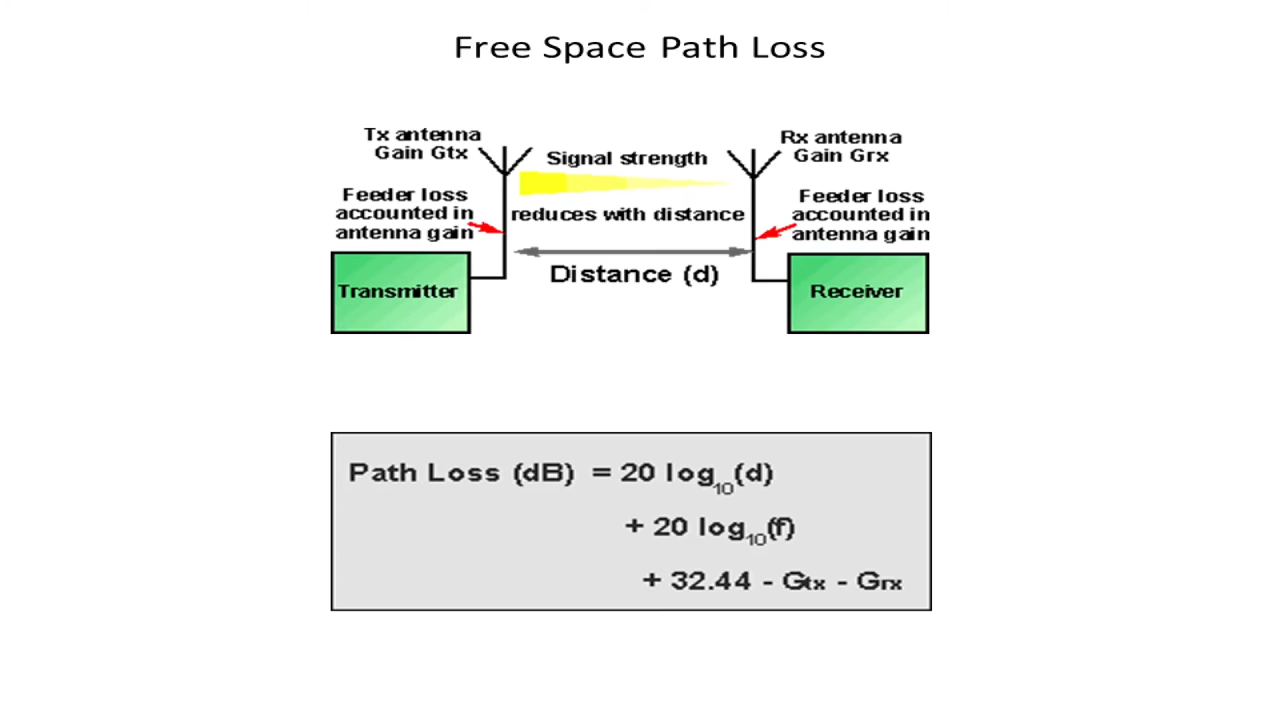 Free Space Path Loss
Tx antenna
Gain Gtx
Rx antenna
Gain Grx
Signal strength
reduces with distance
Feeder loss
accounted in
antenna gain
Feeder loss
accounted in
antenna gain
Distance (d)
Transmitter
Receiver
Path Loss (dB) = 20 log10(d)
+ 20 log10(f)
+ 32.44 - Gtx - Grx